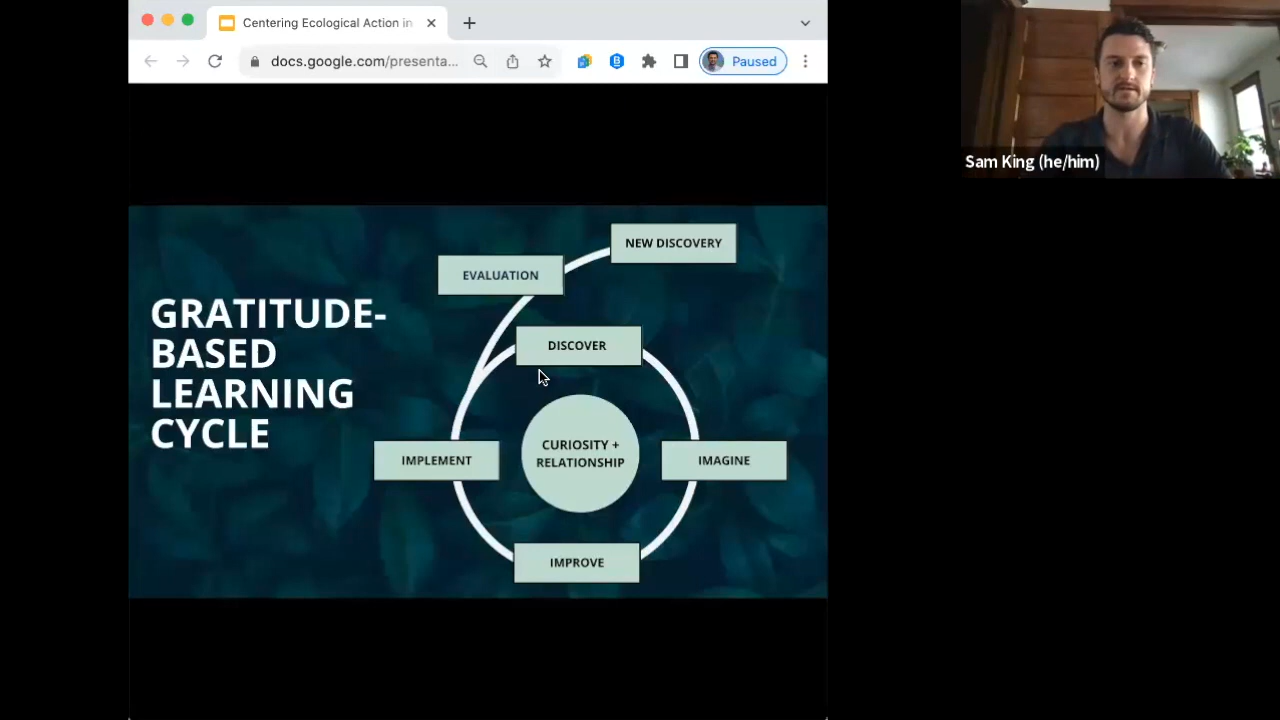 Centering Ecological Action in
docs.google.com/presenta...
Paused
Sam King (he/him)
GRATITUDE-
BASED
LEARNING
CYCLE
NEW DISCOVERY
EVALUATION
DISCOVER
CURIOSITY +
RELATIONSHIP
IMPLEMENT
IMAGINE
IMPROVE